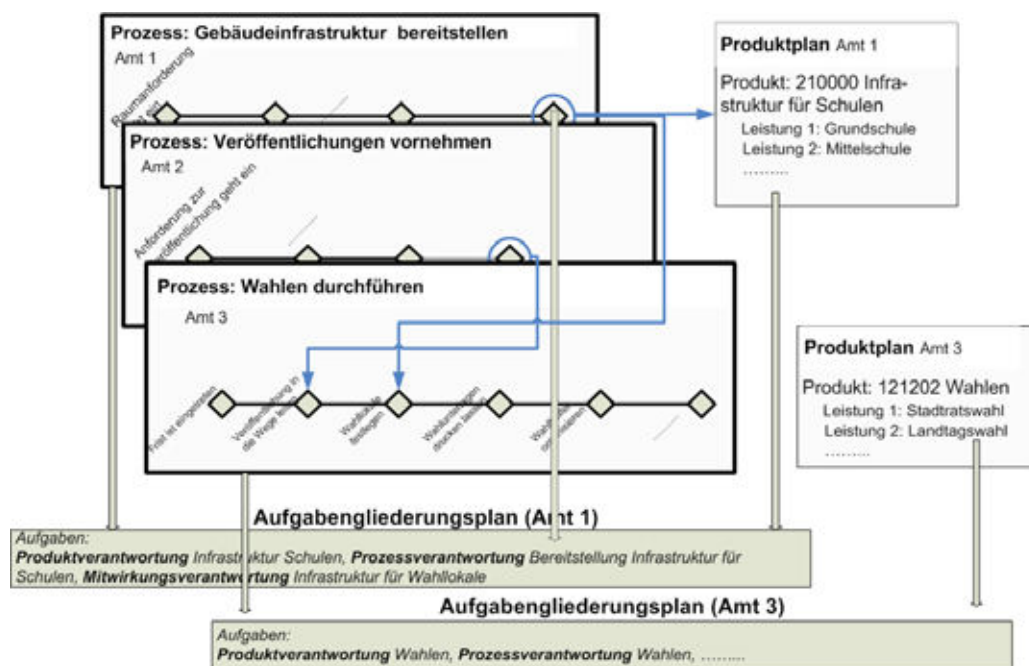 Prozess: Gebäudeinfrastruktur bereitstellen
Amt 1
Raumanforderung
Prozess: Veröffentlichungen vornehmen
Amt 2
Anforderung zur
geht ein
Prozess: Wahlen durchführen
Amt 3
Frist ist eingetreten
Veröffentlichung in
die Wege leiten
Wahllokale
festlegen
Wahlunterlagen
drucken lassen
Produktplan Amt 1
Produkt: 210000 Infra-
struktur für Schulen
Leistung 1: Grundschule
Leistung 2: Mittelschule
.........
Produktplan Amt 3
Produkt: 121202 Wahlen
Leistung 1: Stadtratswahl
Leistung 2: Landtagswahl
.........
Aufgabengliederungsplan (Amt 1)
Aufgaben:
Produktverantwortung Infrastruktur Schulen, Prozessverantwortung Bereitstellung Infrastruktur für
Schulen, Mitwirkungsverantwortung Infrastruktur für Wahllokale
Aufgabengliederungsplan (Amt 3)
Aufgaben:
Produktverantwortung Wahlen, Prozessverantwortung Wahlen, .........